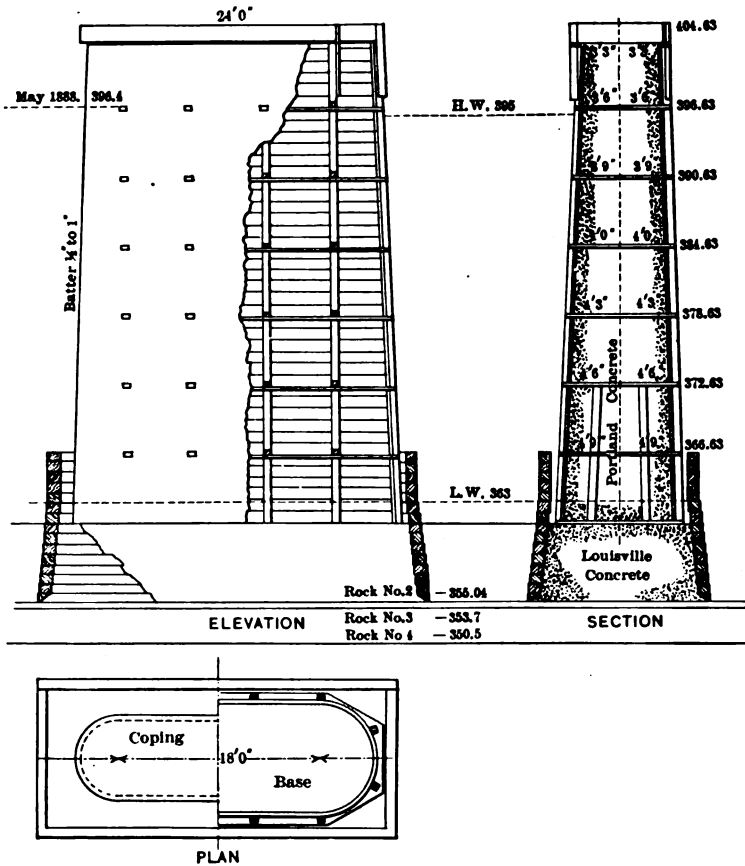 24'0"
404.63
3'3" 3'3
May 1888. 396.4
H.W. 395
3'6" 3'6
396.63
3'9" 3'9
390.63
Batter ¼" to 1"
4'0
384.63
4'3" 4'3
378.63
4'6" 4'6
372.63
4'9" 4'9
366.63
Portland Concrete
L.W. 363
Louisville
Concrete
Rock No.2 — 355.04
ELEVATION
Rock No.3 — 353.7
SECTION
Rock No 4 — 350.5
Coping
18'0"
Base
PLAN